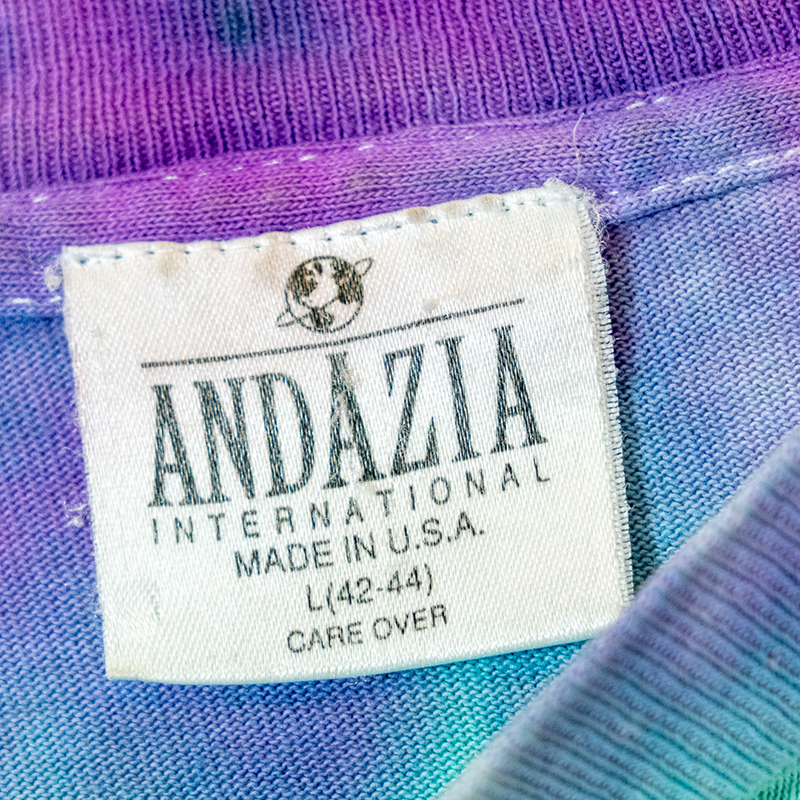 ANDAZIA
INTERNATIONAL
MADE IN U.S.A.
L(42-44)
CARE OVER